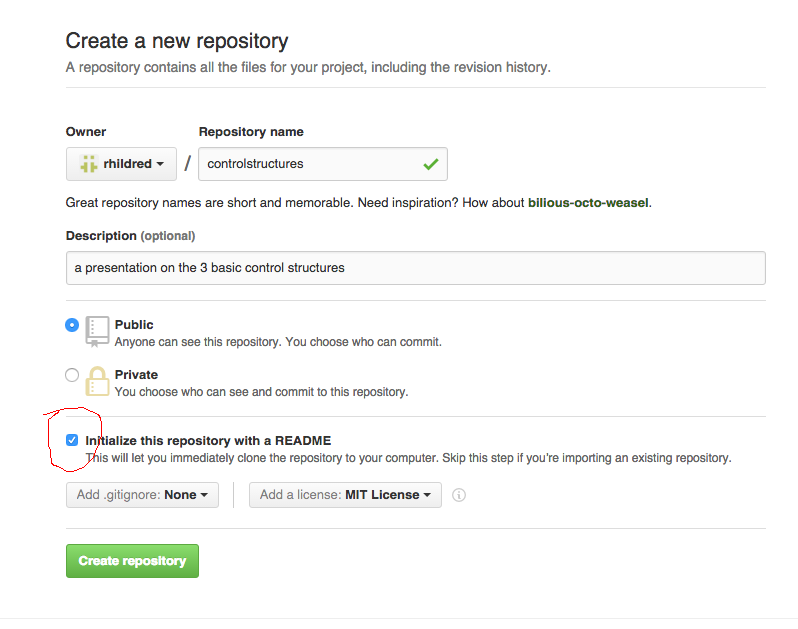 Create a new repository
A repository contains all the files for your project, including the revision history.
Owner Repository name
rhildred / controlstructures
Great repository names are short and memorable. Need inspiration? How about bilious-octo-weasel.
Description (optional)
a presentation on the 3 basic control structures
Public
Anyone can see this repository. You choose who can commit.
Private
You choose who can see and commit to this repository.
Initialize this repository with a README
This will let you immediately clone the repository to your computer. Skip this step if you're importing an existing repository.
Add .gitignore: None Add a license: MIT License
Create repository